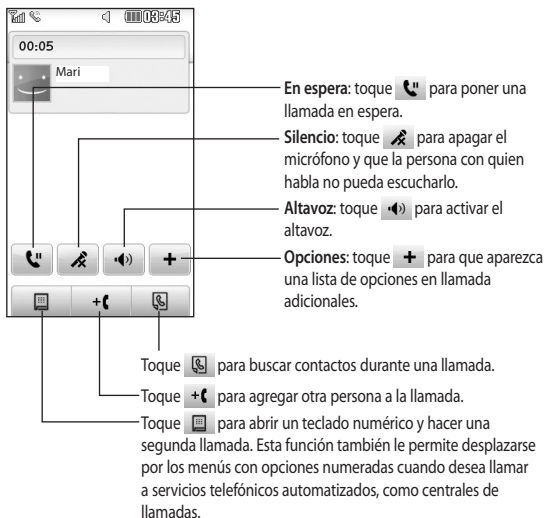 03:45
00:05
Mari
En espera: toque para poner una
llamada en espera.
Silencio: toque para apagar el
micrófono y que la persona con quien
habla no pueda escucharlo.
Altavoz: toque para activar el
altavoz.
Opciones: toque + para que aparezca
una lista de opciones en llamada
adicionales.
Toque para buscar contactos durante una llamada.
Toque para agregar otra persona a la llamada.
Toque para abrir un teclado numérico y hacer una
segunda llamada. Esta función también le permite desplazarse
por los menús con opciones numeradas cuando desea llamar
a servicios telefónicos automatizados, como centrales de
llamadas.